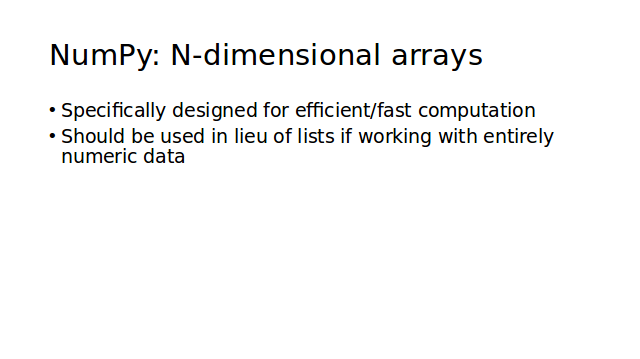 NumPy: N-dimensional arrays
• Specifically designed for efficient/fast computation
• Should be used in lieu of lists if working with entirely
numeric data